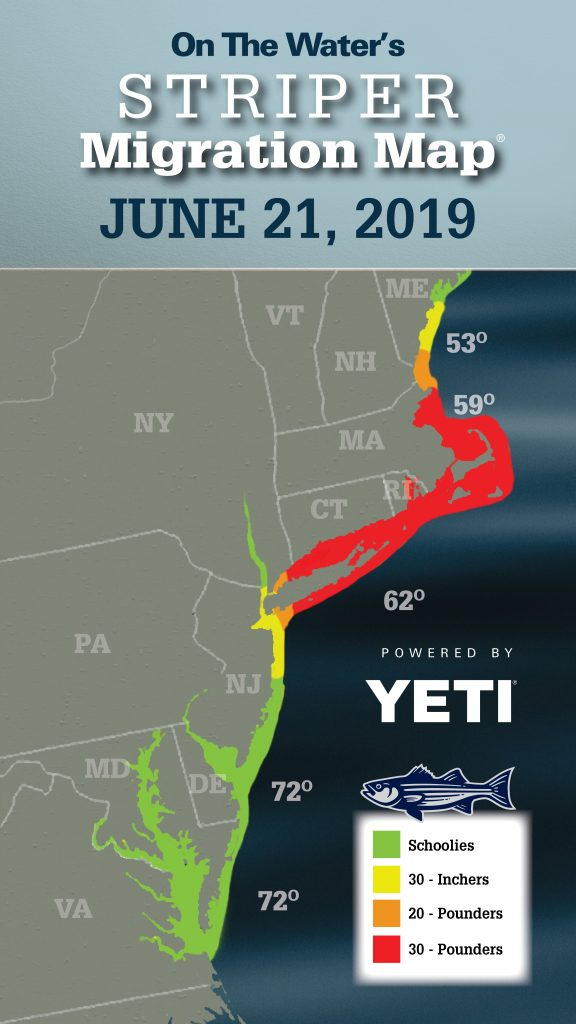 On The Water's
STRIPER
Migration Map®
JUNE 21, 2019
ME
VT
53°
NH
59°
NY
MA
RI
CT
62°
POWERED BY
PA
NJ
YETI
MD
DE
72°
Schoolies
30 - Inchers
72°
VA
20 - Pounders
30 - Pounders